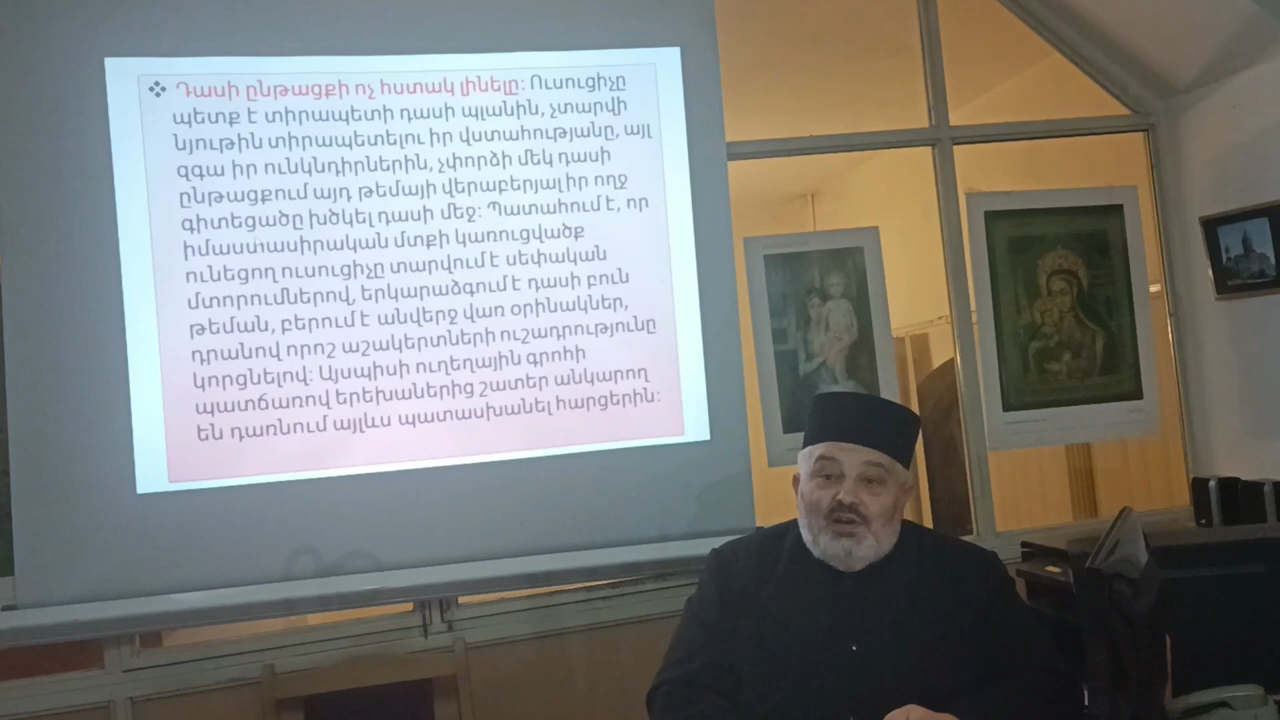 ❖ Դասի ընթացքի ոչ հստակ լինելը: Ուսուցիչը
պետք է տիրապետի դասի պլանին, չտարվի
նյութին տիրապետելու իր վստահությանը, այլ
զգա իր ունկնդիրներին, չփորձի մեկ դասի
ընթացքում այդ թեմայի վերաբերյալ իր ողջ
գիտեցածը խծկել դասի մեջ: Պատահում է, որ
իմաստասիրական մտքի կառուցվածք
ունեցող ուսուցիչը տարվում է սեփական
մտորումներով, երկարաձգում է դասի բուն
թեման, բերում է անվերջ վառ օրինակներ,
դրանով որոշ աշակերտների ուշադրությունը
կորցնելով: Այսպիսի ուղեղային գրոհի
պատճառով երեխաներից շատեր անկարող
են դառնում այլևս պատասխանել հարցերին: